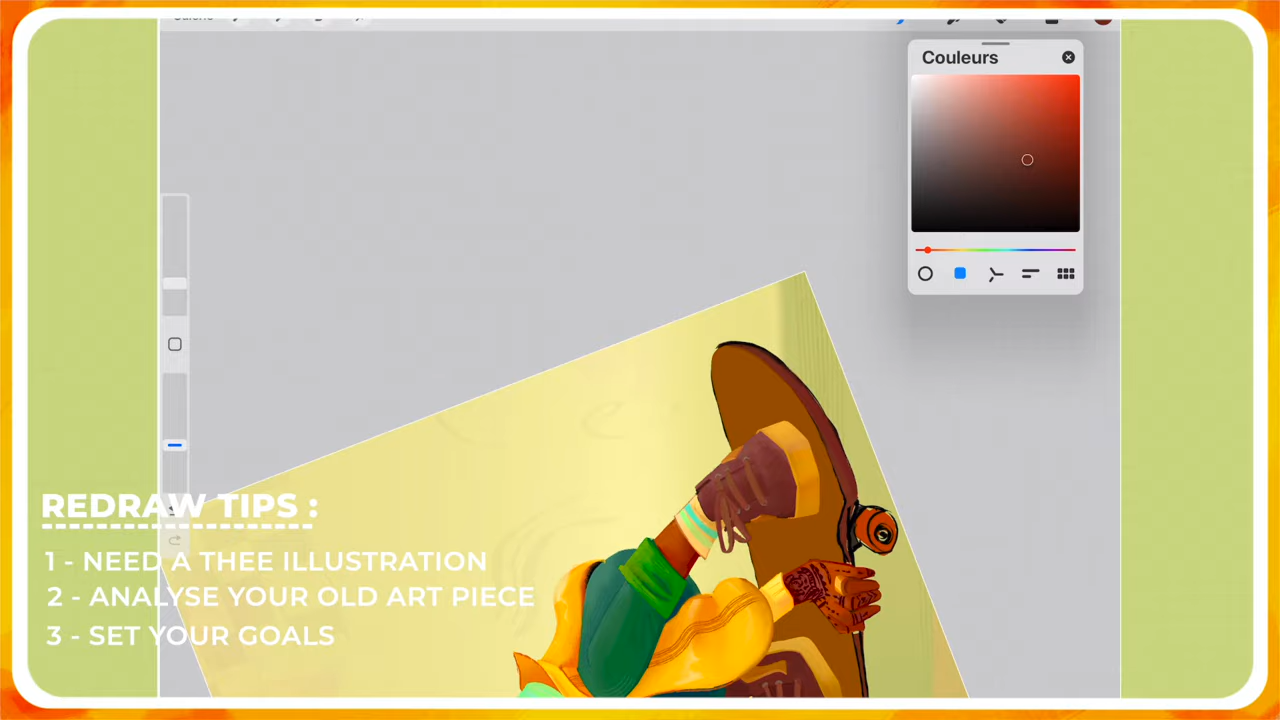 Couleurs
REDRAW TIPS :
1 - NEED A THEE ILLUSTRATION
2 - ANALYSE YOUR OLD ART PIECE
3 - SET YOUR GOALS